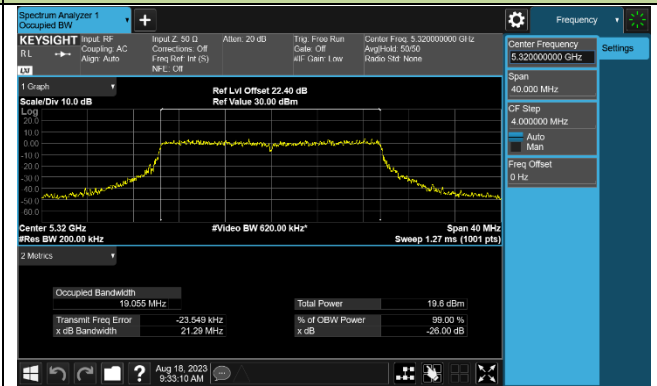 Spectrum Analyzer 1
Occupied BW
Frequency
KEYSIGHT
RL
LXI
Input: RF
Coupling: AC
Align: Auto
Input Z: 50 Ω
Corrections: Off
Freq Ref: Int (S)
NFE: Off
Atten: 20 dB
Trig: Free Run
Gate: Off
#IF Gain: Low
Center Freq: 5.320000000 GHz
Avg|Hold: 50/50
Radio Std: None
Center Frequency
5.320000000 GHz
Settings
Span
40.000 MHz
CF Step
4.000000 MHz
Auto
Man
Freq Offset
0 Hz
1 Graph
Scale/Div 10.0 dB
Ref Lvl Offset 22.40 dB
Ref Value 30.00 dBm
Log
20.0
10.0
0.00
-10.0
-20.0
-30.0
-40.0
-50.0
-60.0
Center 5.32 GHz
#Res BW 200.00 kHz
#Video BW 620.00 kHz*
Span 40 MHz
Sweep 1.27 ms (1001 pts)
2 Metrics
Occupied Bandwidth
19.055 MHz
Total Power 19.6 dBm
Transmit Freq Error -23.549 kHz
% of OBW Power 99.00 %
x dB Bandwidth 21.29 MHz
x dB -26.00 dB
?
Aug 18, 2023
9:33:10 AM